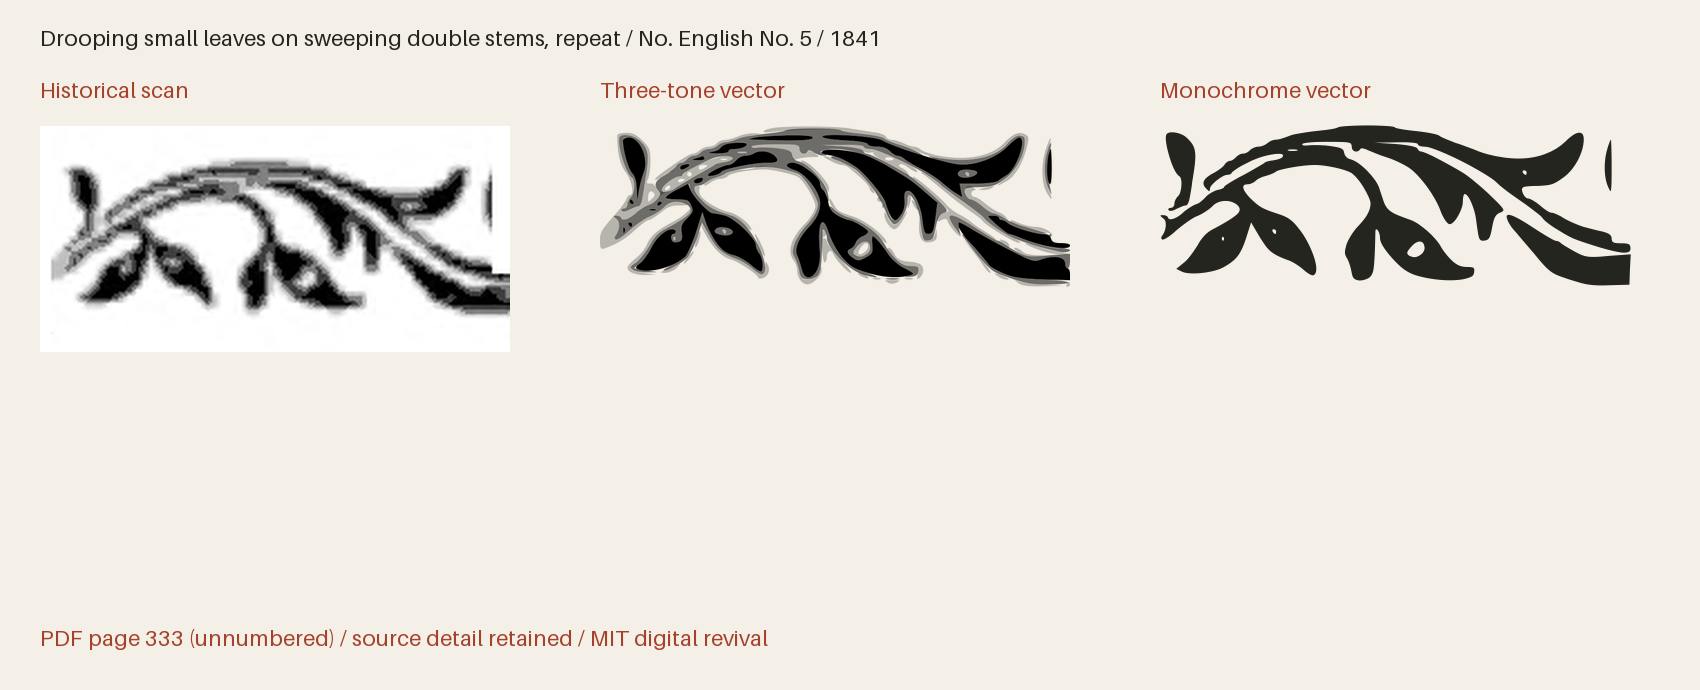 Drooping small leaves on sweeping double stems, repeat / No. English No. 5 / 1841
Historical scan
Three-tone vector
Monochrome vector
PDF page 333 (unnumbered) / source detail retained / MIT digital revival